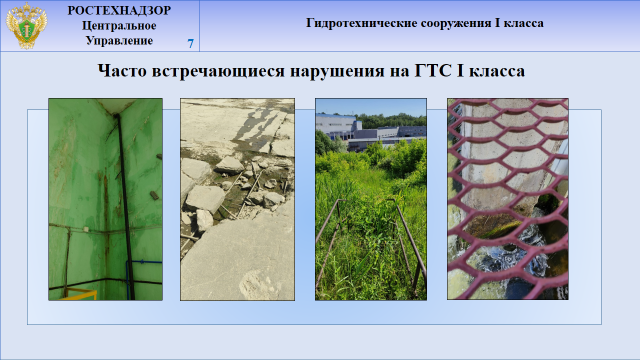 РОСТЕХНАДЗОР
Центральное
Управление
7
Гидротехнические сооружения I класса
Часто встречающиеся нарушения на ГТС I класса